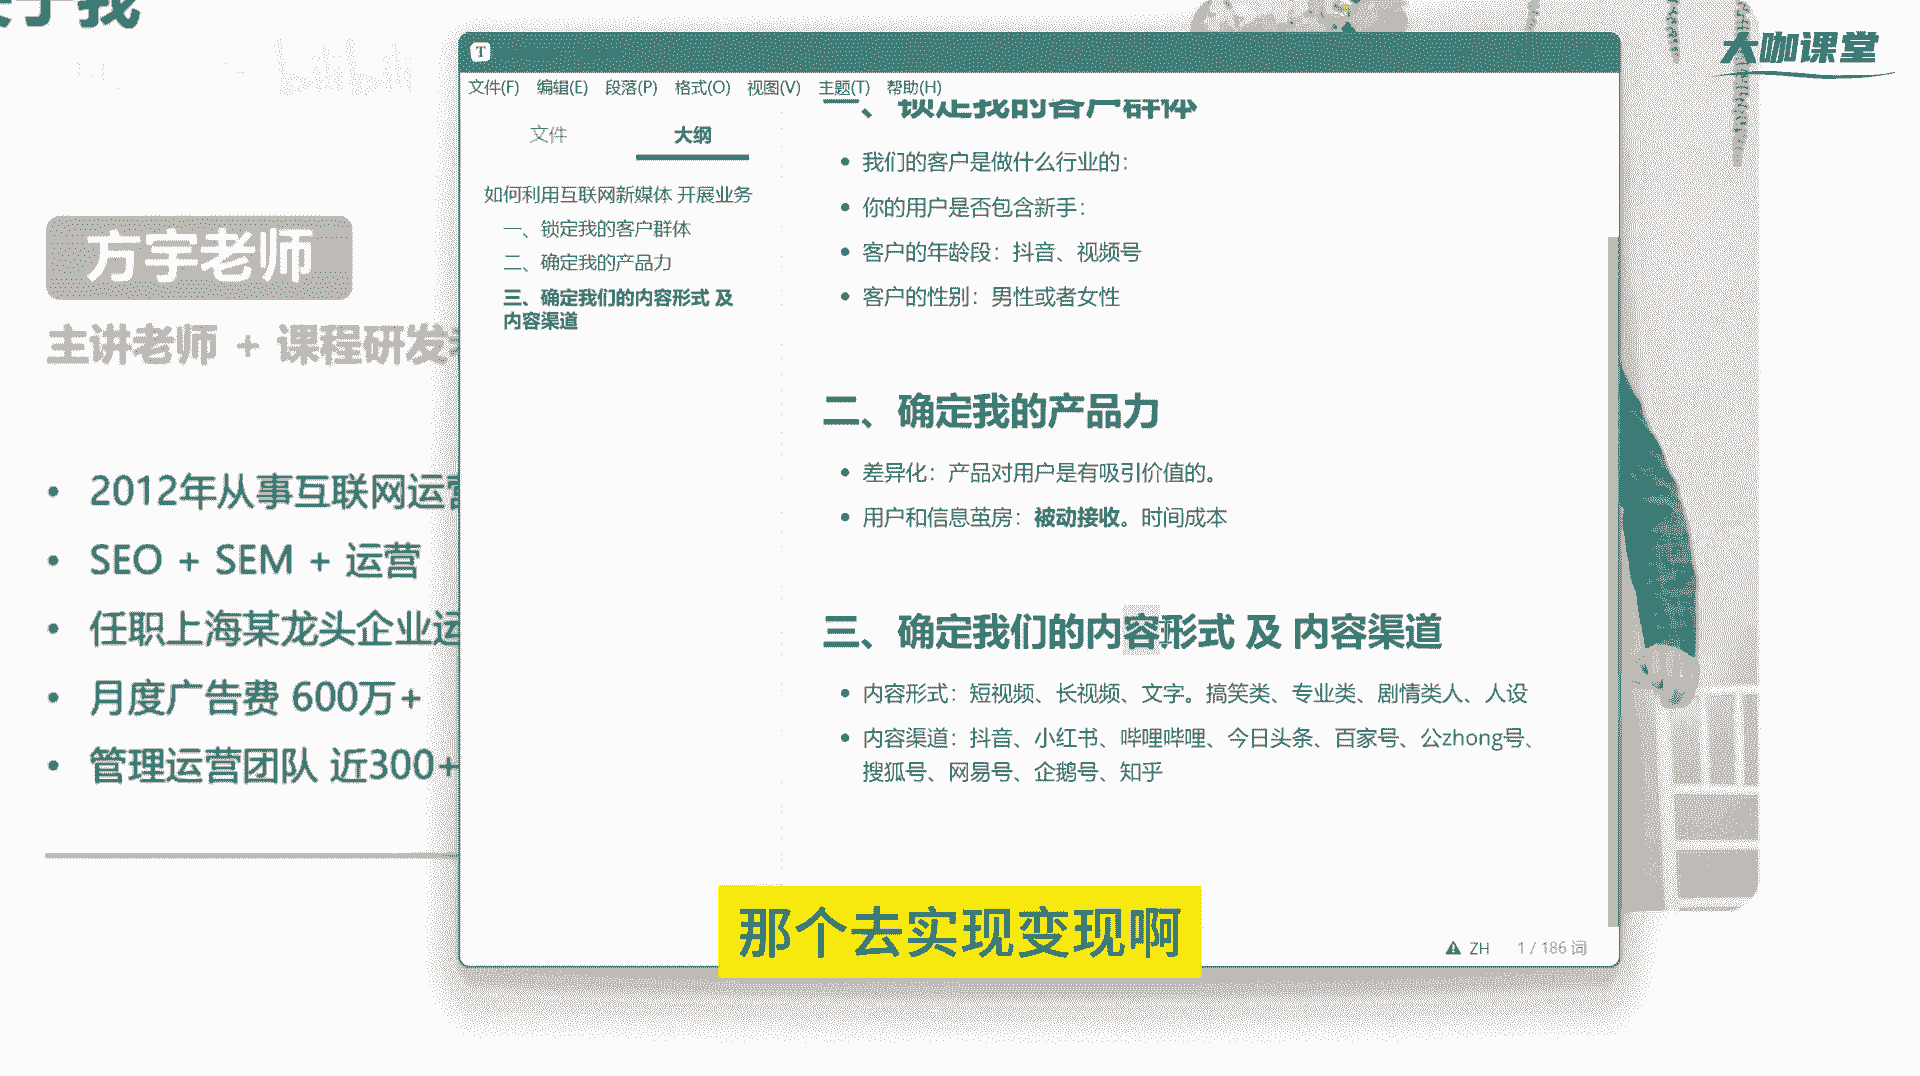 于我
bilibili
大咖课堂
方宇老师
主讲老师 + 课程研发
2012年从事互联网运营
SEO + SEM + 运营
任职上海某龙头企业运
月度广告费 600万+
管理运营团队 近300+
T
文件(F) 编辑(E) 段落(P) 格式(O) 视图(V) 主题(T) 帮助(H)
文件 大纲
如何利用互联网新媒体 开展业务
一、锁定我的客户群体
二、确定我的产品力
三、确定我们的内容形式 及
内容渠道
一、锁定我的客户群体
我们的客户是做什么行业的：
你的用户是否包含新手：
客户的年龄段：抖音、视频号
客户的性别：男性或者女性
二、确定我的产品力
差异化：产品对用户是有吸引价值的。
用户和信息茧房：被动接收。时间成本
三、确定我们的内容形式 及 内容渠道
内容形式：短视频、长视频、文字。搞笑类、专业类、剧情类人、人设
内容渠道：抖音、小红书、哔哩哔哩、今日头条、百家号、公zhong号、
搜狐号、网易号、企鹅号、知乎
ZH 1 / 186 词
那个去实现变现啊